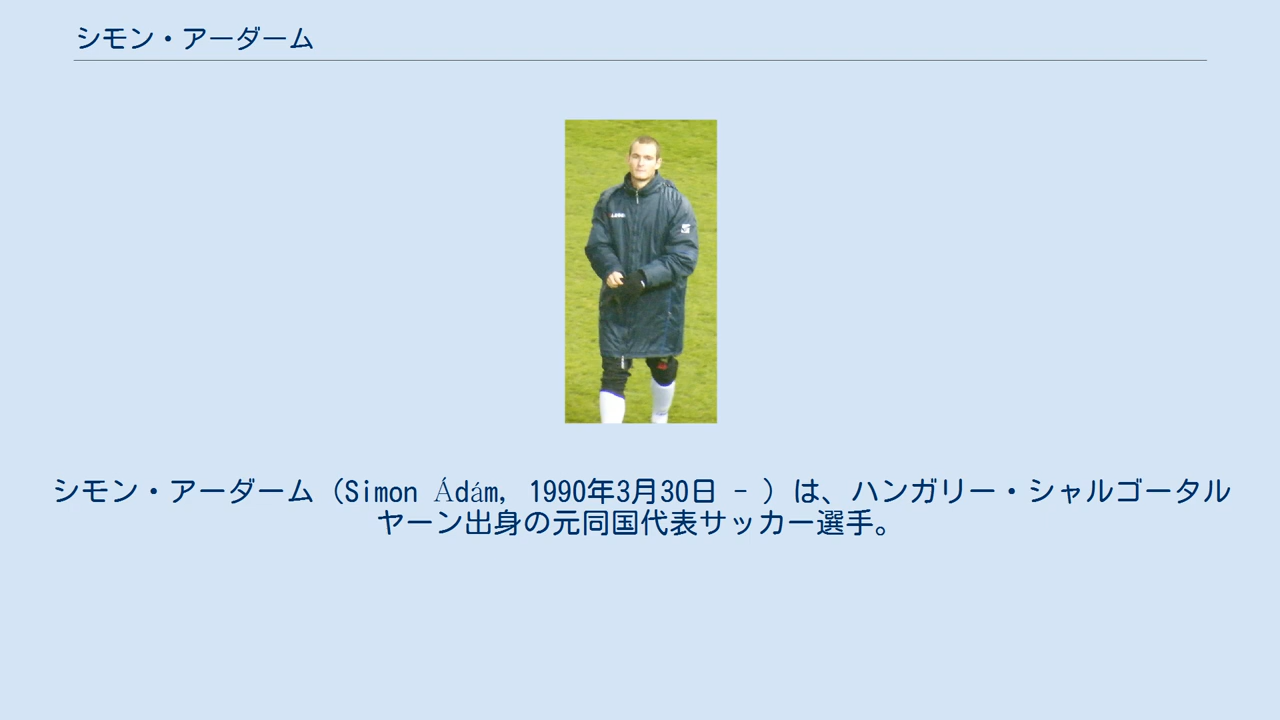 シモン・アーダーム
シモン・アーダーム（Simon Ádám, 1990年3月30日 - ）は、ハンガリー・シャルゴータル
ヤーン出身の元同国代表サッカー選手。